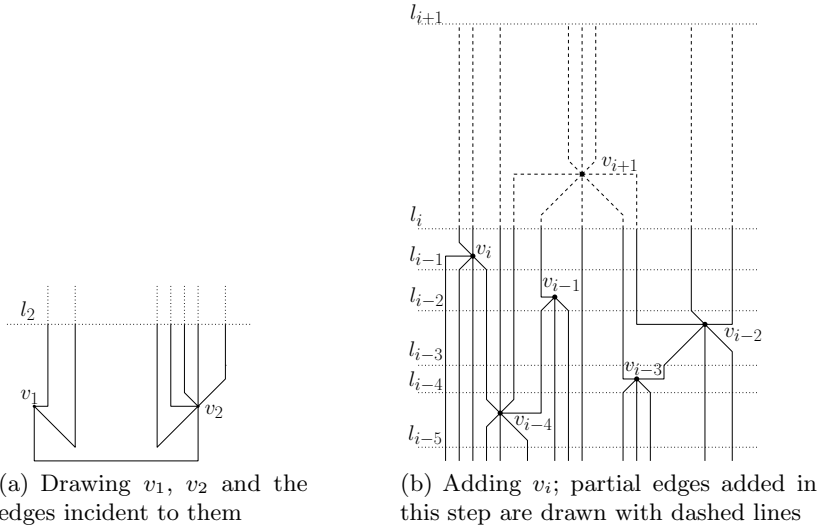 l_{i+1}
v_{i+1}
l_i
v_i
l_{i−1}
v_{i−1}
l_{i−2}
l_2
v_{i−2}
l_{i−3}
v_{i−3}
l_{i−4}
v_1
v_2
v_{i−4}
l_{i−5}
(a) Drawing v_1, v_2 and the
edges incident to them
(b) Adding v_i; partial edges added in
this step are drawn with dashed lines